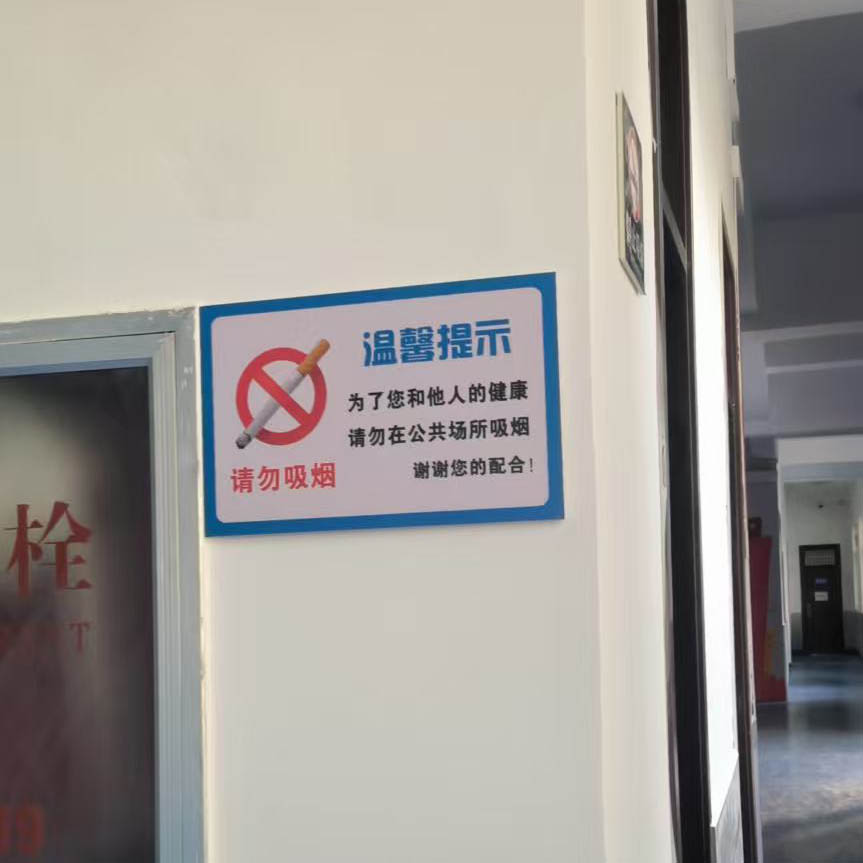 温馨提示
为了您和他人的健康
请勿在公共场所吸烟
谢谢您的配合!
请勿吸烟
栓
T
19